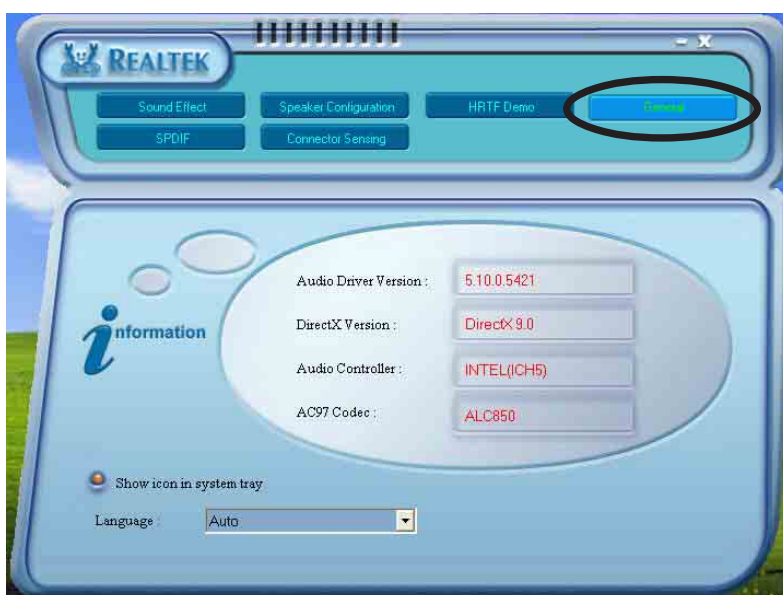 REALTEK
- X
Sound Effect
Speaker Configuration
HRTF Demo
General
SPDIF
Connector Sensing
information
Audio Driver Version :
5.10.0.5421
DirectX Version :
DirectX 9.0
Audio Controller :
INTEL(ICH5)
AC97 Codec :
ALC850
Show icon in system tray
Language :
Auto